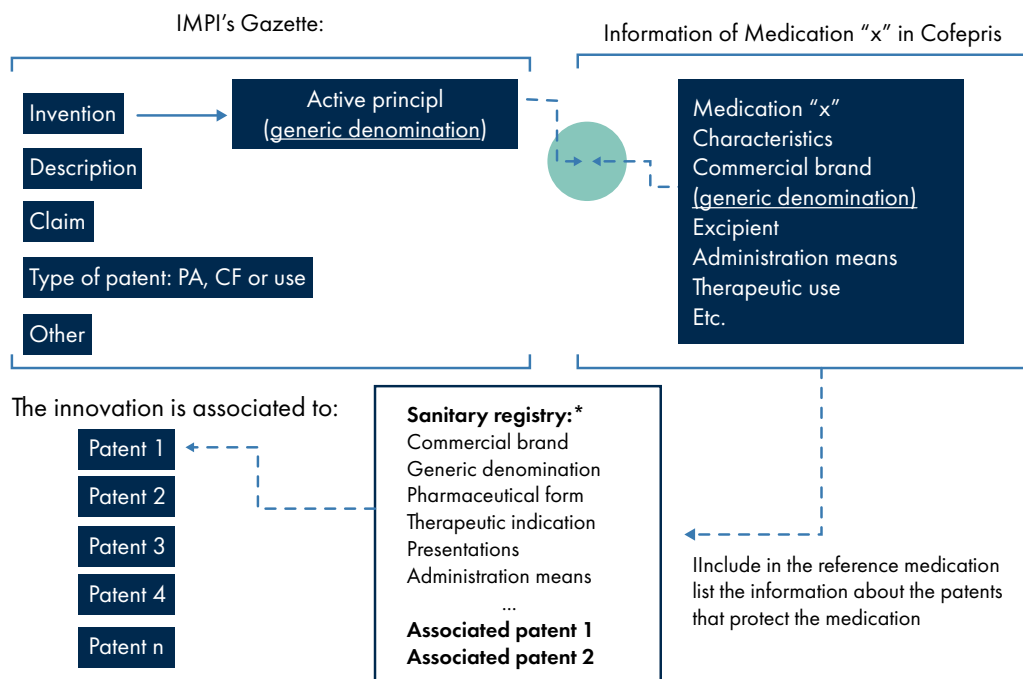 IMPI's Gazette:
Invention
Active principl
(generic denomination)
Description
Claim
Type of patent: PA, CF or use
Other
Information of Medication “x” in Cofepris
Medication “x”
Characteristics
Commercial brand
(generic denomination)
Excipient
Administration means
Therapeutic use
Etc.
The innovation is associated to:
Patent 1
Patent 2
Patent 3
Patent 4
Patent n
Sanitary registry:*
Commercial brand
Generic denomination
Pharmaceutical form
Therapeutic indication
Presentations
Administration means
...
Associated patent 1
Associated patent 2
IInclude in the reference medication
list the information about the patents
that protect the medication